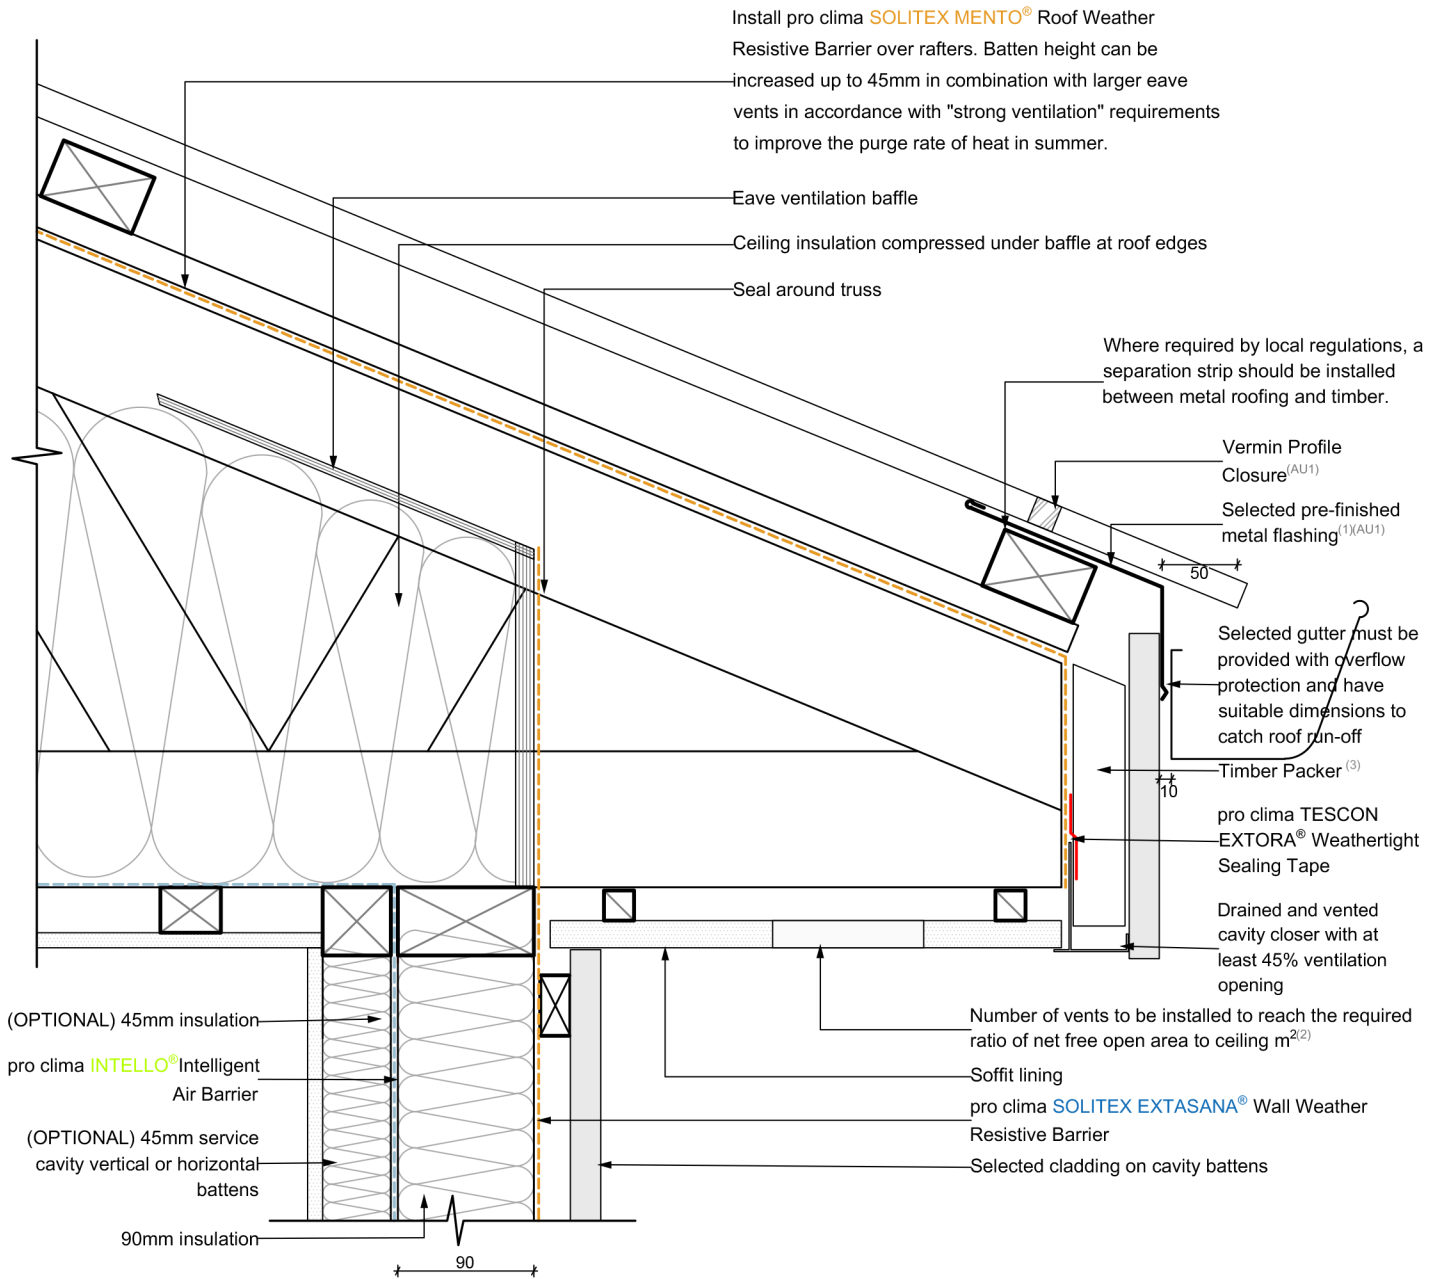 Install pro clima SOLITEX MENTO® Roof Weather
Resistive Barrier over rafters. Batten height can be
increased up to 45mm in combination with larger eave
vents in accordance with "strong ventilation" requirements
to improve the purge rate of heat in summer.
Eave ventilation baffle
Ceiling insulation compressed under baffle at roof edges
Seal around truss
Where required by local regulations, a
separation strip should be installed
between metal roofing and timber.
Vermin Profile
Closure(AU1)
Selected pre-finished
metal flashing(1)(AU1)
50
Selected gutter must be
provided with overflow
protection and have
suitable dimensions to
catch roof run-off
Timber Packer (3)
10
pro clima TESCON
EXTORA® Weathertight
Sealing Tape
Drained and vented
cavity closer with at
least 45% ventilation
opening
Number of vents to be installed to reach the required
ratio of net free open area to ceiling m2(2)
Soffit lining
pro clima SOLITEX EXTASANA® Wall Weather
Resistive Barrier
Selected cladding on cavity battens
(OPTIONAL) 45mm insulation
pro clima INTELLO®Intelligent
Air Barrier
(OPTIONAL) 45mm service
cavity vertical or horizontal
battens
90mm insulation
90